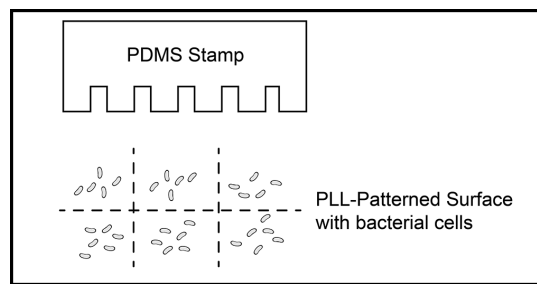 PDMS Stamp
PLL-Patterned Surface
with bacterial cells